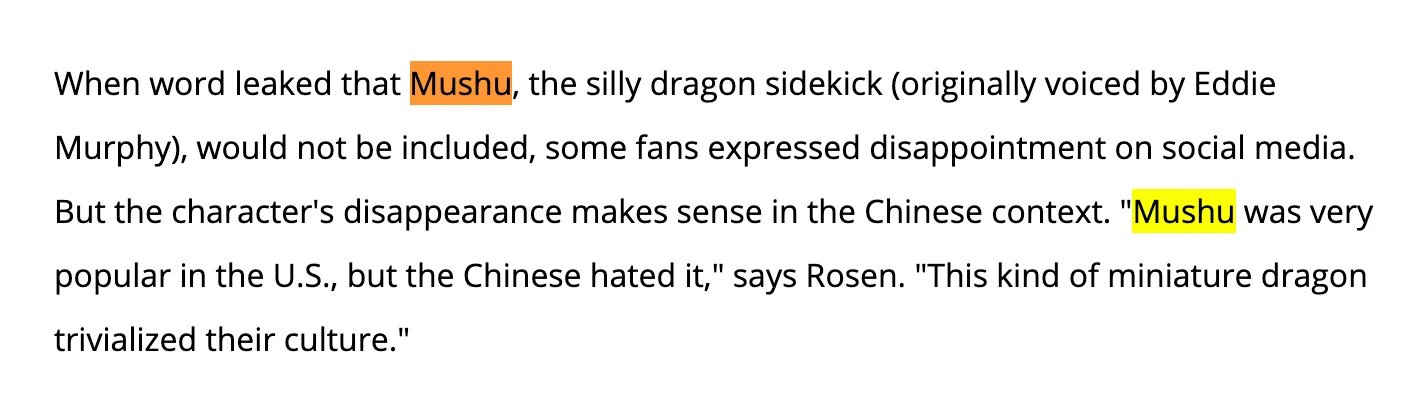 When word leaked that Mushu, the silly dragon sidekick (originally voiced by Eddie
Murphy), would not be included, some fans expressed disappointment on social media.
But the character's disappearance makes sense in the Chinese context. "Mushu was very
popular in the U.S., but the Chinese hated it," says Rosen. "This kind of miniature dragon
trivialized their culture."